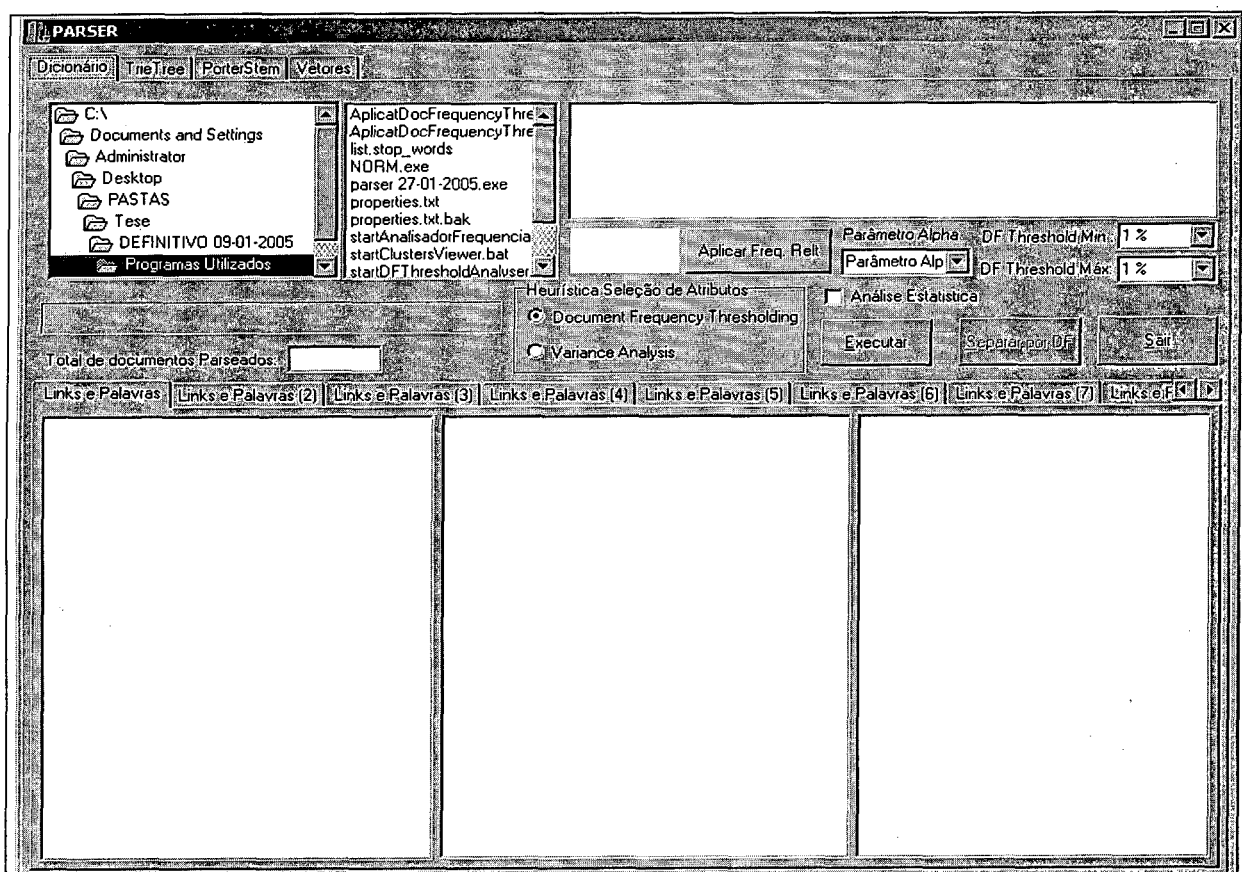 PARSER
Dicionário TrieTree PorterStem Vetores
C:\
Documents and Settings
Administrator
Desktop
PASTAS
Tese
DEFINITIVO 09-01-2005
Programas Utilizados
AplicatDocFrequencyThre
AplicatDocFrequencyThre
list.stop_words
NORM.exe
parser 27-01-2005.exe
properties.txt
properties.txt.bak
startAnalisadorFrequencia
startClustersViewer.bat
startDFThresholdAnalyser
Aplicar Freq. Relt
Parâmetro Alpha
Parâmetro Alp
DF Threshold Min: 1 %
DF Threshold Máx: 1 %
Heurística Seleção de Atributos
Document Frequency Thresholding
Variance Analysis
Análise Estatistica
Executar Separar por DF Sair
Total de documentos Parseados:
Links e Palavras Links e Palavras (2) Links e Palavras (3) Links e Palavras (4) Links e Palavras (5) Links e Palavras (6) Links e Palavras (7) Links e F